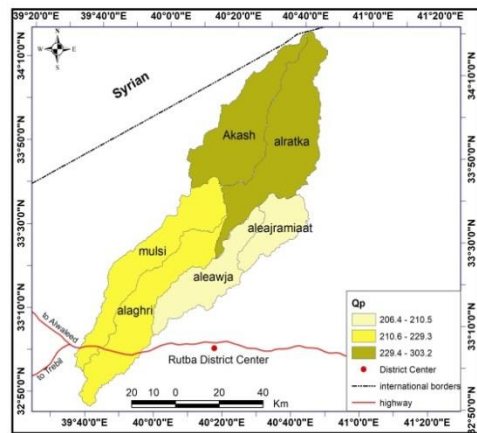 39°20'0"E 39°40'0"E 40°0'0"E 40°20'0"E 40°40'0"E 41°0'0"E 41°20'0"E
N
W E
S
Syrian
34°10'0"N
34°1'0"N
33°50'0"N
33°5'0"N
33°30'0"N
33°3'0"N
33°10'0"N
33°1'0"N
32°50'0"N
32°5'0"N
Akash
alratka
mulsi
aleajramiaat
aleawja
alaghri
to Alwaleed
to Trebil
Rutba District Center
Qp
206.4 - 210.5
210.6 - 229.3
229.4 - 303.2
District Center
international borders
highway
20 10 0 20 40
Km
39°40'0"E 40°0'0"E 40°20'0"E 40°40'0"E 41°0'0"E 41°20'0"E